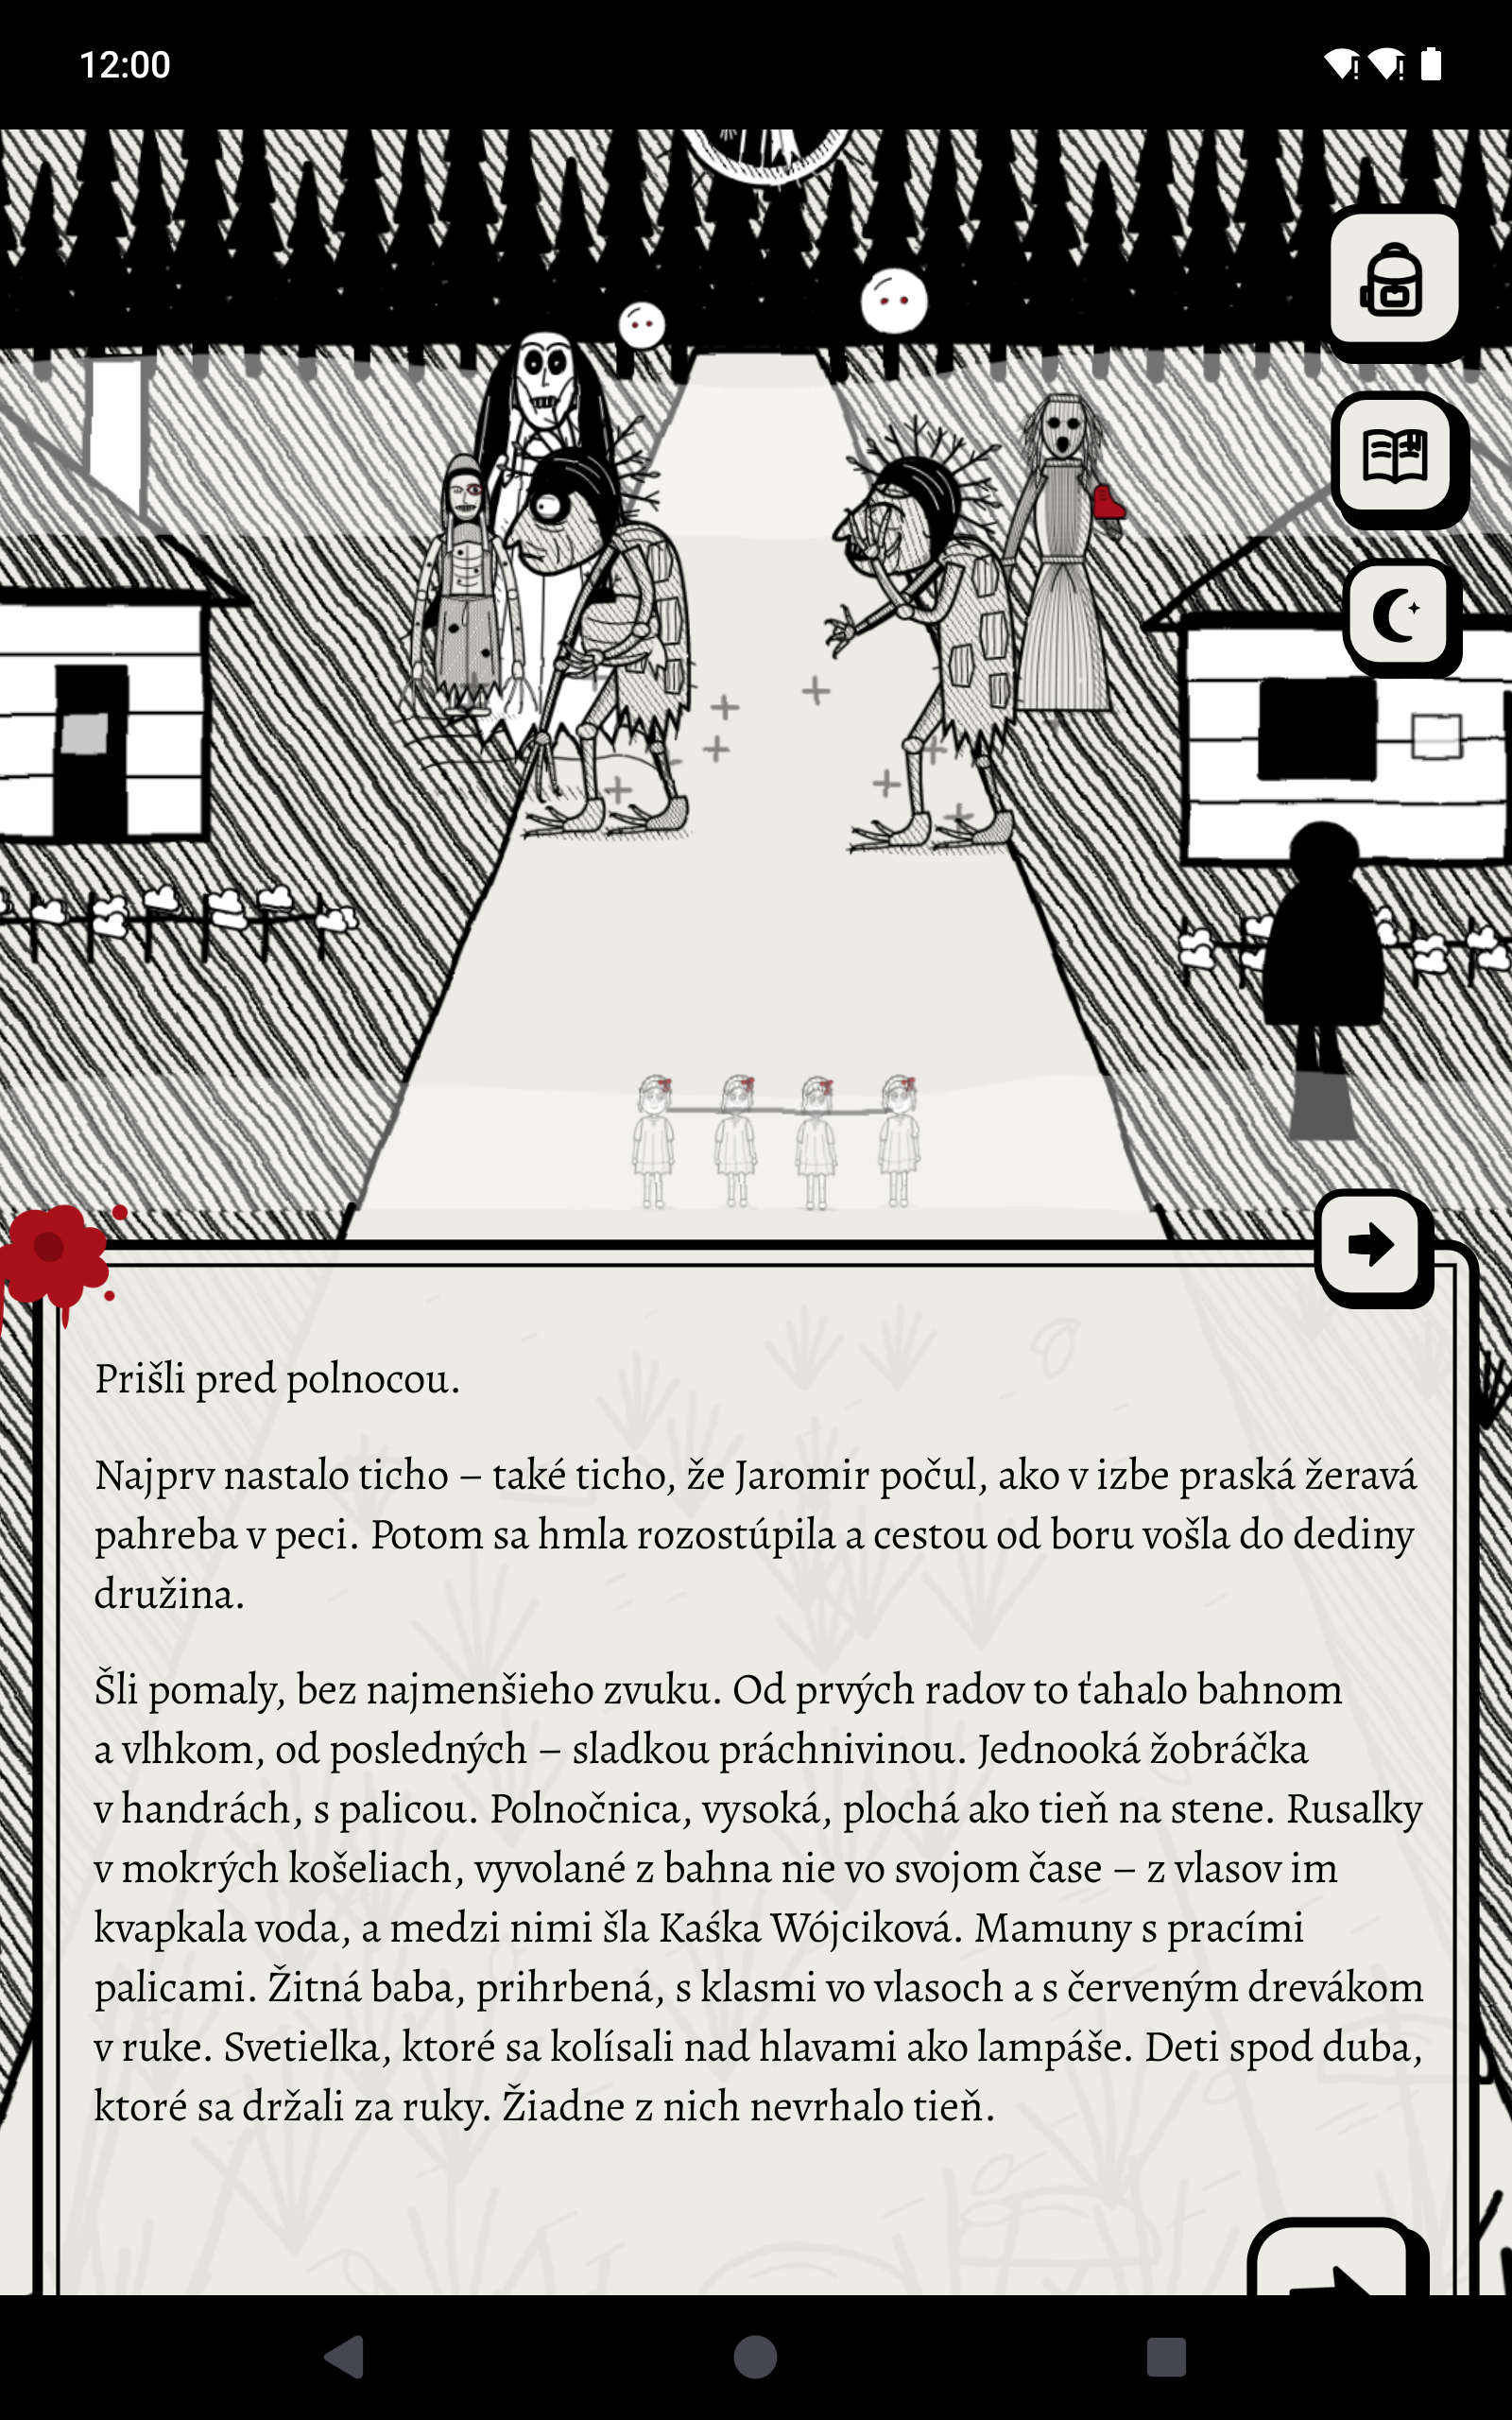 12:00
Prišli pred polnocou.
Najprv nastalo ticho – také ticho, že Jaromir počul, ako v izbe praská žeravá
pahreba v peci. Potom sa hmla rozostúpila a cestou od boru vošla do dediny
družina.
Šli pomaly, bez najmenšieho zvuku. Od prvých radov to ťahalo bahnom
a vlhkom, od posledných – sladkou práchnivinou. Jednooká žobráčka
v handrách, s palicou. Polnočnica, vysoká, plochá ako tieň na stene. Rusalky
v mokrých košeliach, vyvolané z bahna nie vo svojom čase – z vlasov im
kvapkala voda, a medzi nimi šla Kaśka Wójciková. Mamuny s pracími
palicami. Žitná baba, prihrbená, s klasmi vo vlasoch a s červeným drevákom
v ruke. Svetielka, ktoré sa kolísali nad hlavami ako lampáše. Deti spod duba,
ktoré sa držali za ruky. Žiadne z nich nevrhalo tieň.